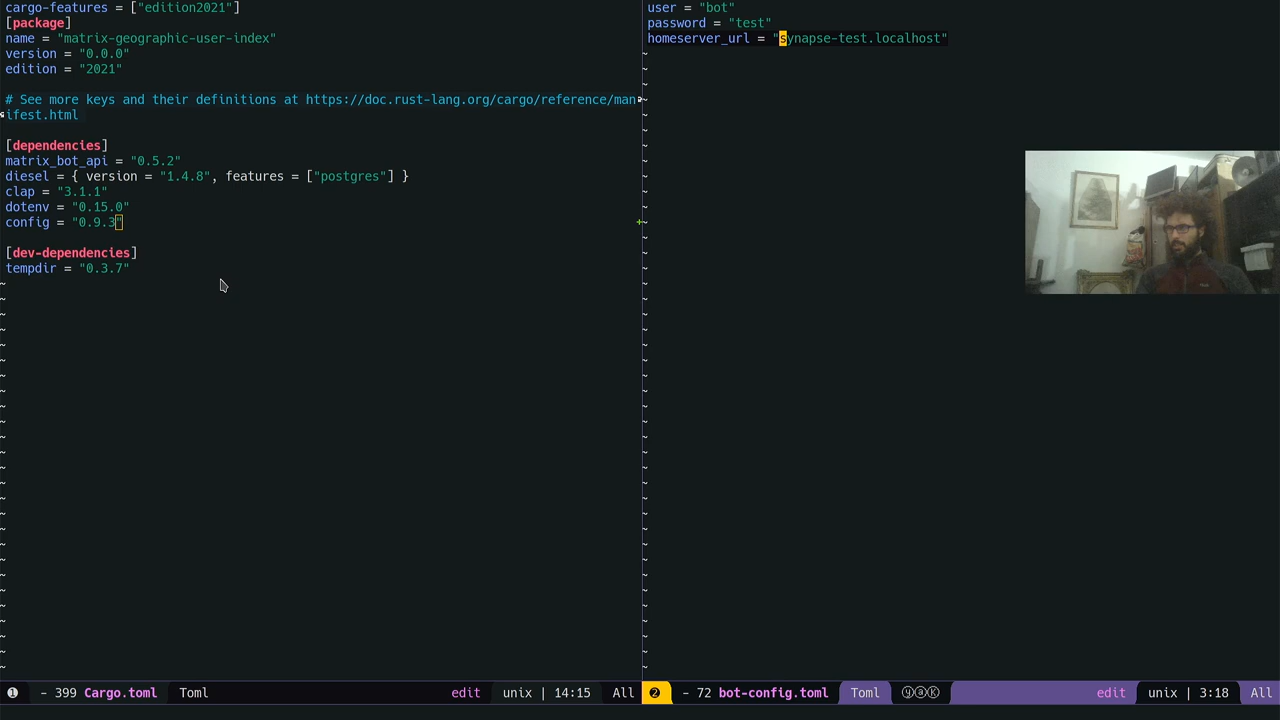 cargo-features = ["edition2021"]
[package]
name = "matrix-geographic-user-index"
version = "0.0.0"
edition = "2021"
# See more keys and their definitions at https://doc.rust-lang.org/cargo/reference/man
ifest.html
[dependencies]
matrix_bot_api = "0.5.2"
diesel = { version = "1.4.8", features = ["postgres"] }
clap = "3.1.1"
dotenv = "0.15.0"
config = "0.9.3"
[dev-dependencies]
tempdir = "0.3.7"
❶ - 399 Cargo.toml Toml edit unix | 14:15 All
user = "bot"
password = "test"
homeserver_url = "synapse-test.localhost"
❷ - 72 bot-config.toml Toml ⓨⓐⓚ edit unix | 3:18 All